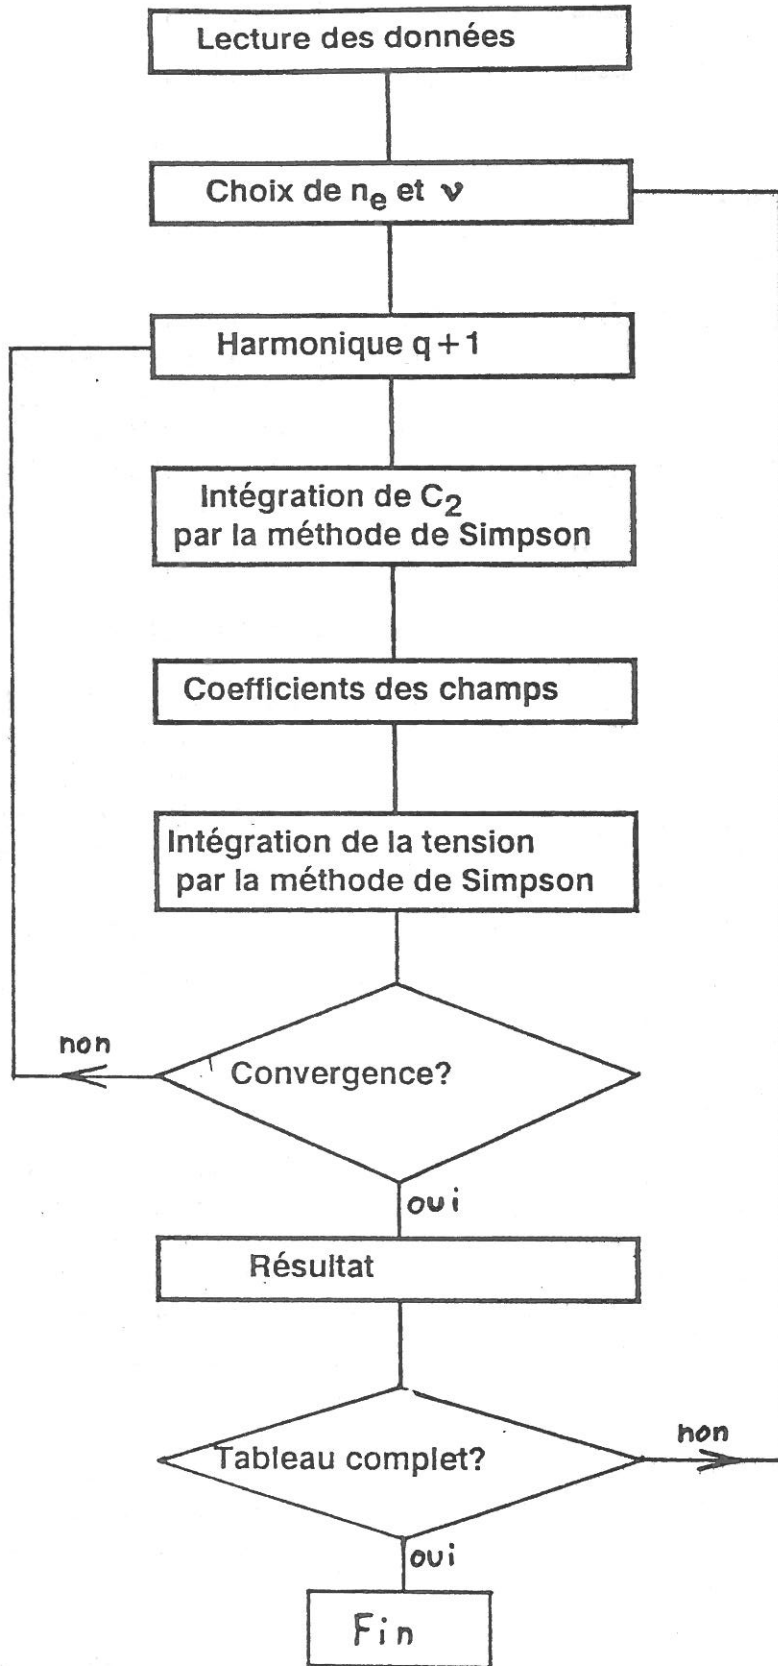 Lecture des données
Choix de nₑ et ν
Harmonique q+1
Intégration de C₂
par la méthode de Simpson
Coefficients des champs
Intégration de la tension
par la méthode de Simpson
non
Convergence?
oui
Résultat
non
Tableau complet?
oui
Fin